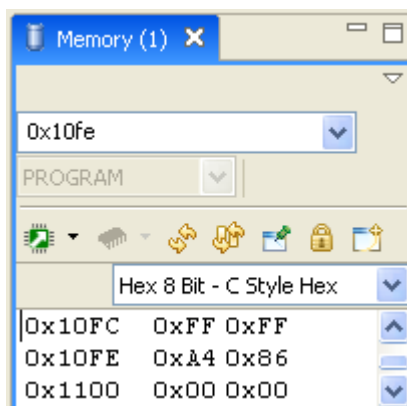 Memory (1)
0x10fe
PROGRAM
Hex 8 Bit - C Style Hex
0x10FC 0xFF 0xFF
0x10FE 0xA4 0x86
0x1100 0x00 0x00